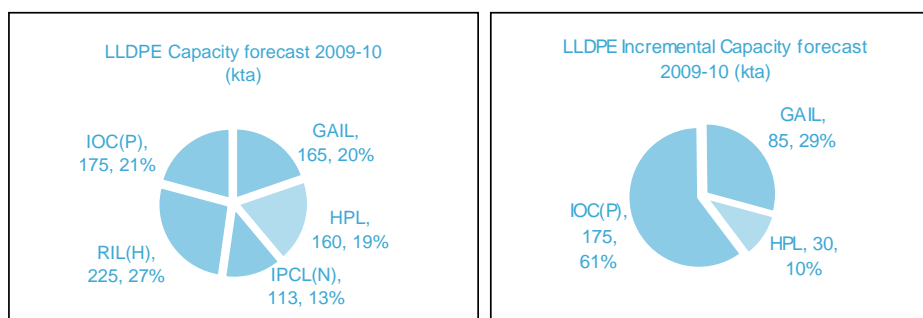 LLDPE Capacity forecast 2009-10
(kta)
IOC(P),
175, 21%
GAIL,
165, 20%
HPL,
160, 19%
RIL(H),
225, 27%
IPCL(N),
113, 13%
LLDPE Incremental Capacity forecast
2009-10 (kta)
GAIL,
85, 29%
IOC(P),
175,
61%
HPL, 30,
10%